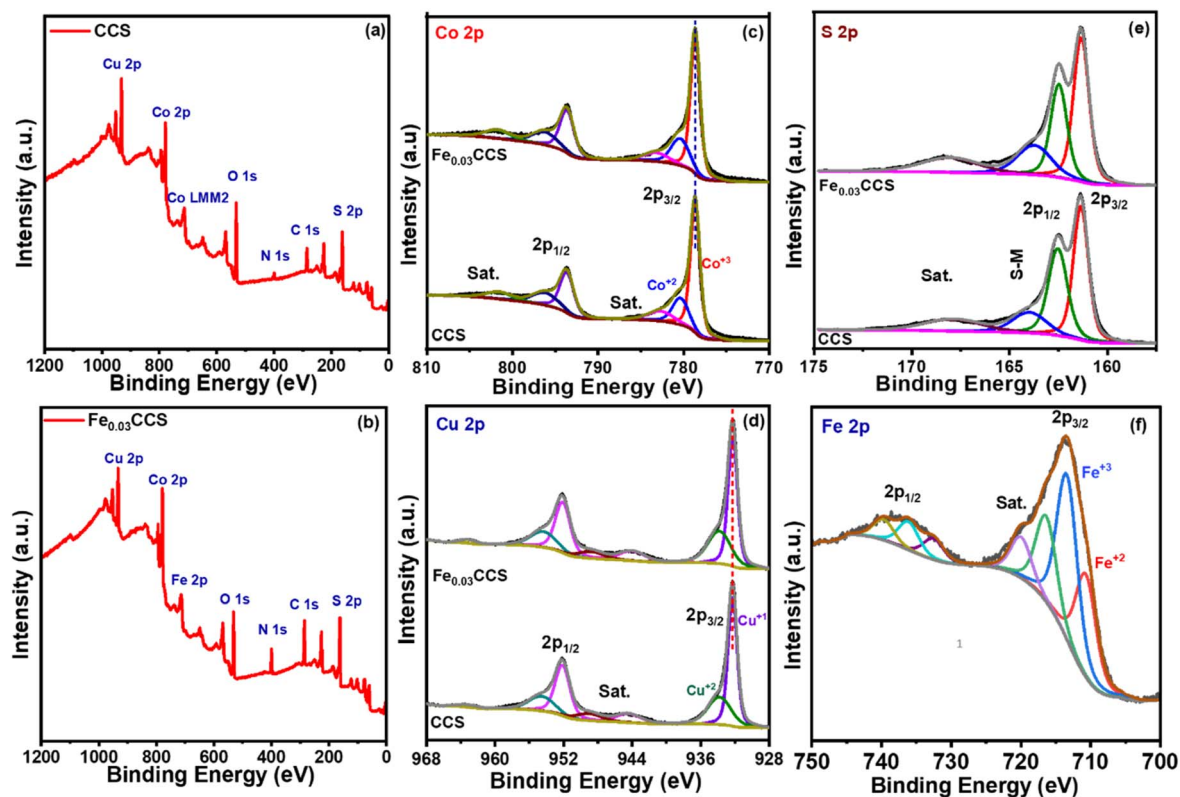 CCS
(a)
Cu 2p
Co 2p
Co LMM2
O 1s
N 1s
C 1s
S 2p
Intensity (a.u.)
1200 1000 800 600 400 200 0
Binding Energy (eV)
Co 2p
(c)
Fe0.03CCS
2p3/2
2p1/2
Sat.
Sat.
Co+2
Co+3
CCS
Intensity (a.u.)
810 800 790 780 770
Binding Energy (eV)
S 2p
(e)
Fe0.03CCS
2p1/2
2p3/2
Sat.
S-M
CCS
Intensity (a.u.)
175 170 165 160
Binding Energy (eV)
Fe0.03CCS
(b)
Cu 2p
Co 2p
Fe 2p
O 1s
N 1s
C 1s
S 2p
Intensity (a.u.)
1200 1000 800 600 400 200 0
Binding Energy (eV)
Cu 2p
(d)
Fe0.03CCS
2p3/2
Cu+1
2p1/2
Sat.
Cu+2
CCS
Intensity (a.u.)
968 960 952 944 936 928
Binding Energy (eV)
Fe 2p
(f)
2p3/2
Fe+3
2p1/2
Sat.
Fe+2
1
Intensity (a.u.)
750 740 730 720 710 700
Binding Energy (eV)